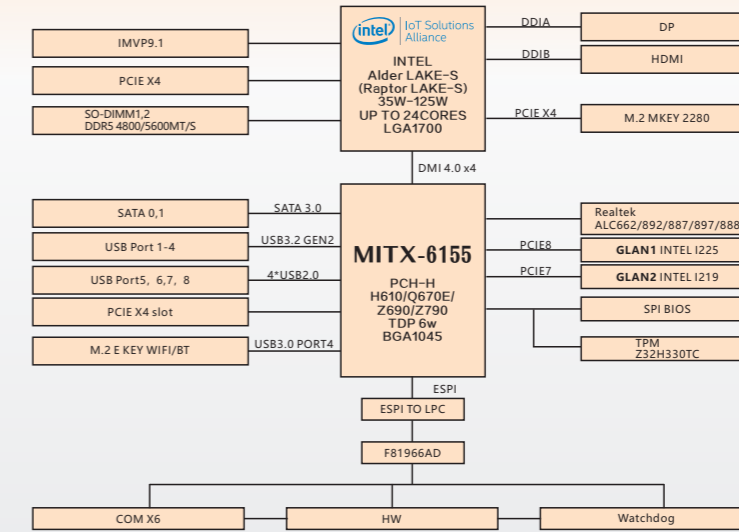 intel
IoT Solutions
Alliance
INTEL
Alder LAKE-S
(Raptor LAKE-S)
35W-125W
UP TO 24CORES
LGA1700
IMVP9.1
PCIE X4
SO-DIMM1,2
DDR5 4800/5600MT/S
DDIA
DP
DDIB
HDMI
PCIE X4
M.2 MKEY 2280
DMI 4.0 x4
SATA 0,1
SATA 3.0
USB Port 1-4
USB3.2 GEN2
USB Port5, 6,7, 8
4*USB2.0
PCIE X4 slot
M.2 E KEY WIFI/BT
USB3.0 PORT4
MITX-6155
PCH-H
H610/Q670E/
Z690/Z790
TDP 6w
BGA1045
Realtek
ALC662/892/887/897/888
PCIE8
GLAN1 INTEL I225
PCIE7
GLAN2 INTEL I219
SPI BIOS
TPM
Z32H330TC
ESPI
ESPI TO LPC
F81966AD
COM X6
HW
Watchdog